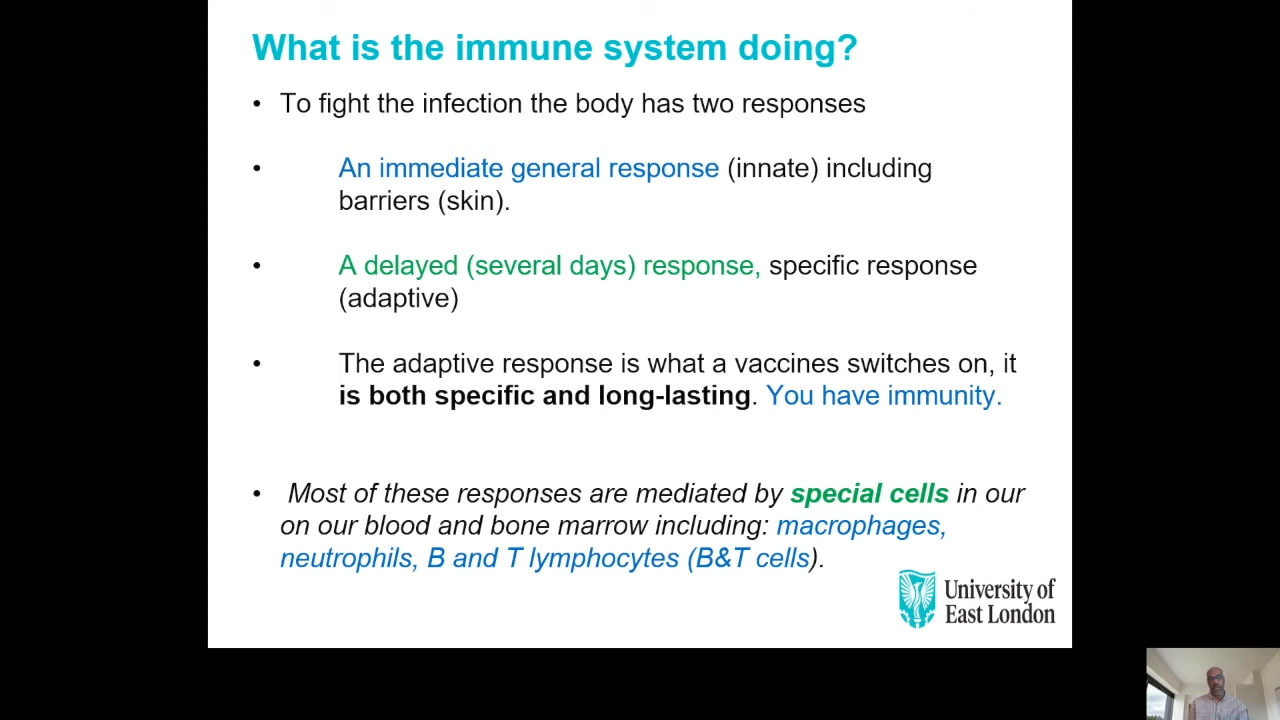 What is the immune system doing?
• To fight the infection the body has two responses
• An immediate general response (innate) including
barriers (skin).
• A delayed (several days) response, specific response
(adaptive)
• The adaptive response is what a vaccines switches on, it
is both specific and long-lasting. You have immunity.
• Most of these responses are mediated by special cells in our
on our blood and bone marrow including: macrophages,
neutrophils, B and T lymphocytes (B&T cells).
University of
East London